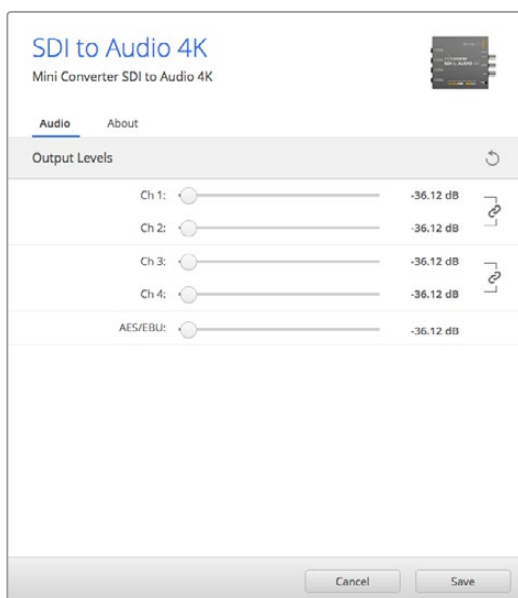 SDI to Audio 4K
Mini Converter SDI to Audio 4K
Audio About
Output Levels
Ch 1: -36.12 dB
Ch 2: -36.12 dB
Ch 3: -36.12 dB
Ch 4: -36.12 dB
AES/EBU: -36.12 dB
Cancel Save